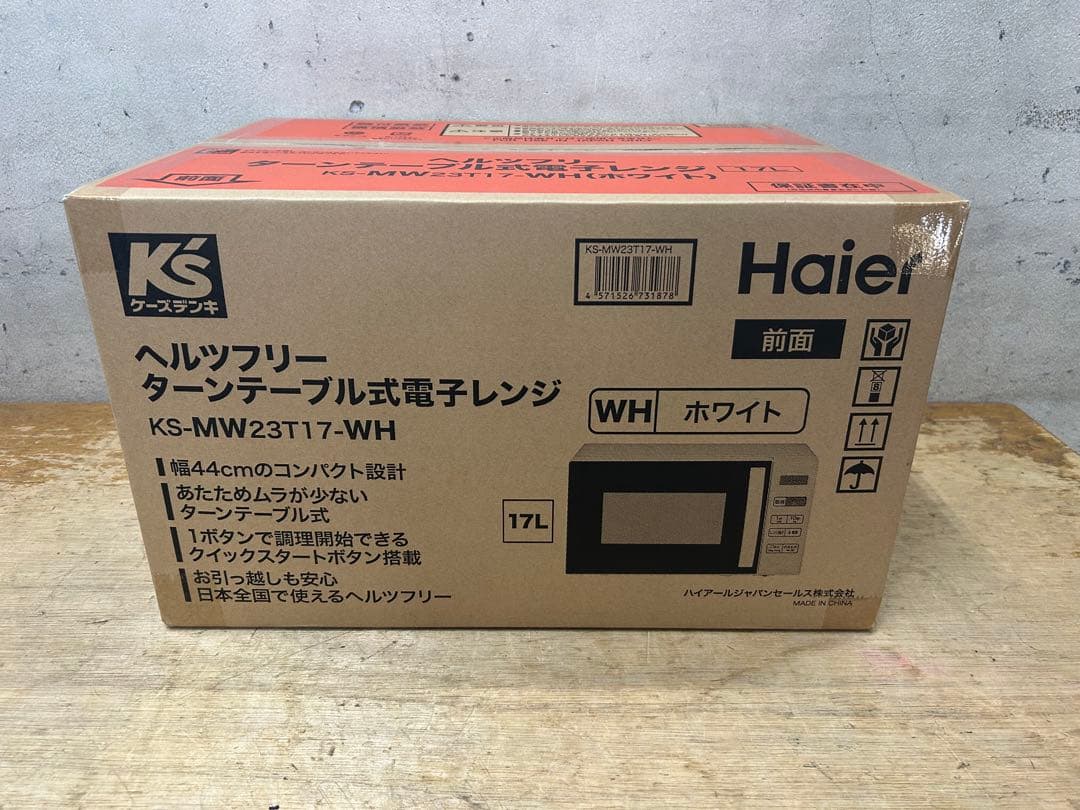 ヘルツフリー
ターンテーブル式電子レンジ 17L
前面
KS-MW23T17-WH(ホワイト)
保証書在中
K's
ケーズデンキ
KS-MW23T17-WH
4 571526 731878
Haier
前面
ヘルツフリー
ターンテーブル式電子レンジ
KS-MW23T17-WH
WH ホワイト
8
幅44cmのコンパクト設計
あたためムラが少ない
ターンテーブル式
17L
1ボタンで調理開始できる
クイックスタートボタン搭載
お引っ越しも安心
日本全国で使えるヘルツフリー
ハイアールジャパンセールス株式会社
MADE IN CHINA